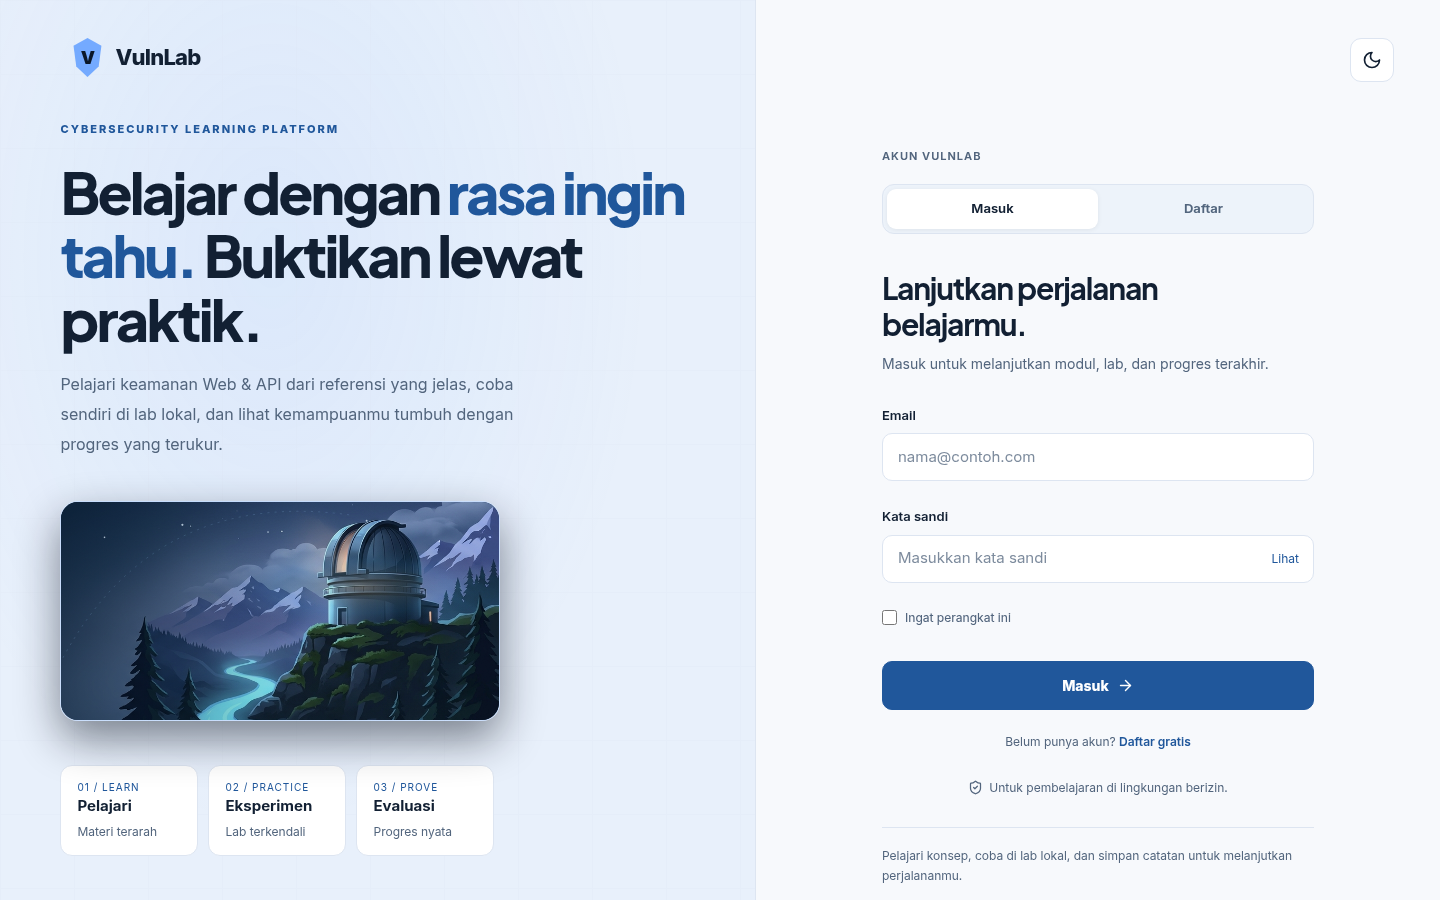 V VulnLab
CYBERSECURITY LEARNING PLATFORM
Belajar dengan rasa ingin
tahu. Buktikan lewat
praktik.
Pelajari keamanan Web & API dari referensi yang jelas, coba
sendiri di lab lokal, dan lihat kemampuanmu tumbuh dengan
progres yang terukur.
01 / LEARN
Pelajari
Materi terarah
02 / PRACTICE
Eksperimen
Lab terkendali
03 / PROVE
Evaluasi
Progres nyata
AKUN VULNLAB
Masuk
Daftar
Lanjutkan perjalanan
belajarmu.
Masuk untuk melanjutkan modul, lab, dan progres terakhir.
Email
nama@contoh.com
Kata sandi
Masukkan kata sandi
Lihat
Ingat perangkat ini
Masuk
Belum punya akun? Daftar gratis
Untuk pembelajaran di lingkungan berizin.
Pelajari konsep, coba di lab lokal, dan simpan catatan untuk melanjutkan
perjalananmu.